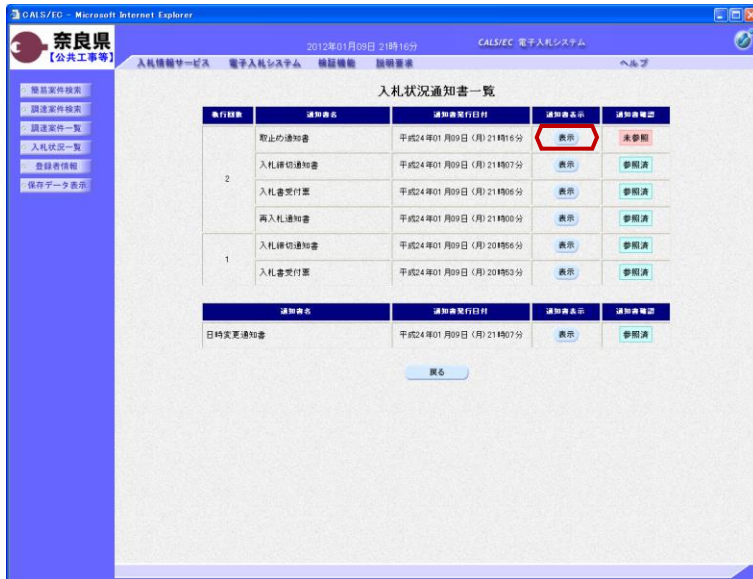 CALS/EC - Microsoft Internet Explorer
奈良県
【公共工事等】
2012年01月09日 21時16分
CALS/EC 電子入札システム
入札情報サービス 電子入札システム 検証機能 説明要求 ヘルプ
簡易案件検索
調達案件検索
調達案件一覧
入札状況一覧
登録者情報
保存データ表示
入札状況通知書一覧
執行回数 通知書名 通知書発行日付 通知書表示 通知書確認
2
取止め通知書 平成24年01月09日 (月) 21時16分 表示 未参照
入札締切通知書 平成24年01月09日 (月) 21時07分 表示 参照済
入札書受付票 平成24年01月09日 (月) 21時06分 表示 参照済
再入札通知書 平成24年01月09日 (月) 21時00分 表示 参照済
1
入札締切通知書 平成24年01月09日 (月) 20時56分 表示 参照済
入札書受付票 平成24年01月09日 (月) 20時53分 表示 参照済
通知書名 通知書発行日付 通知書表示 通知書確認
日時変更通知書 平成24年01月09日 (月) 21時07分 表示 参照済
戻る